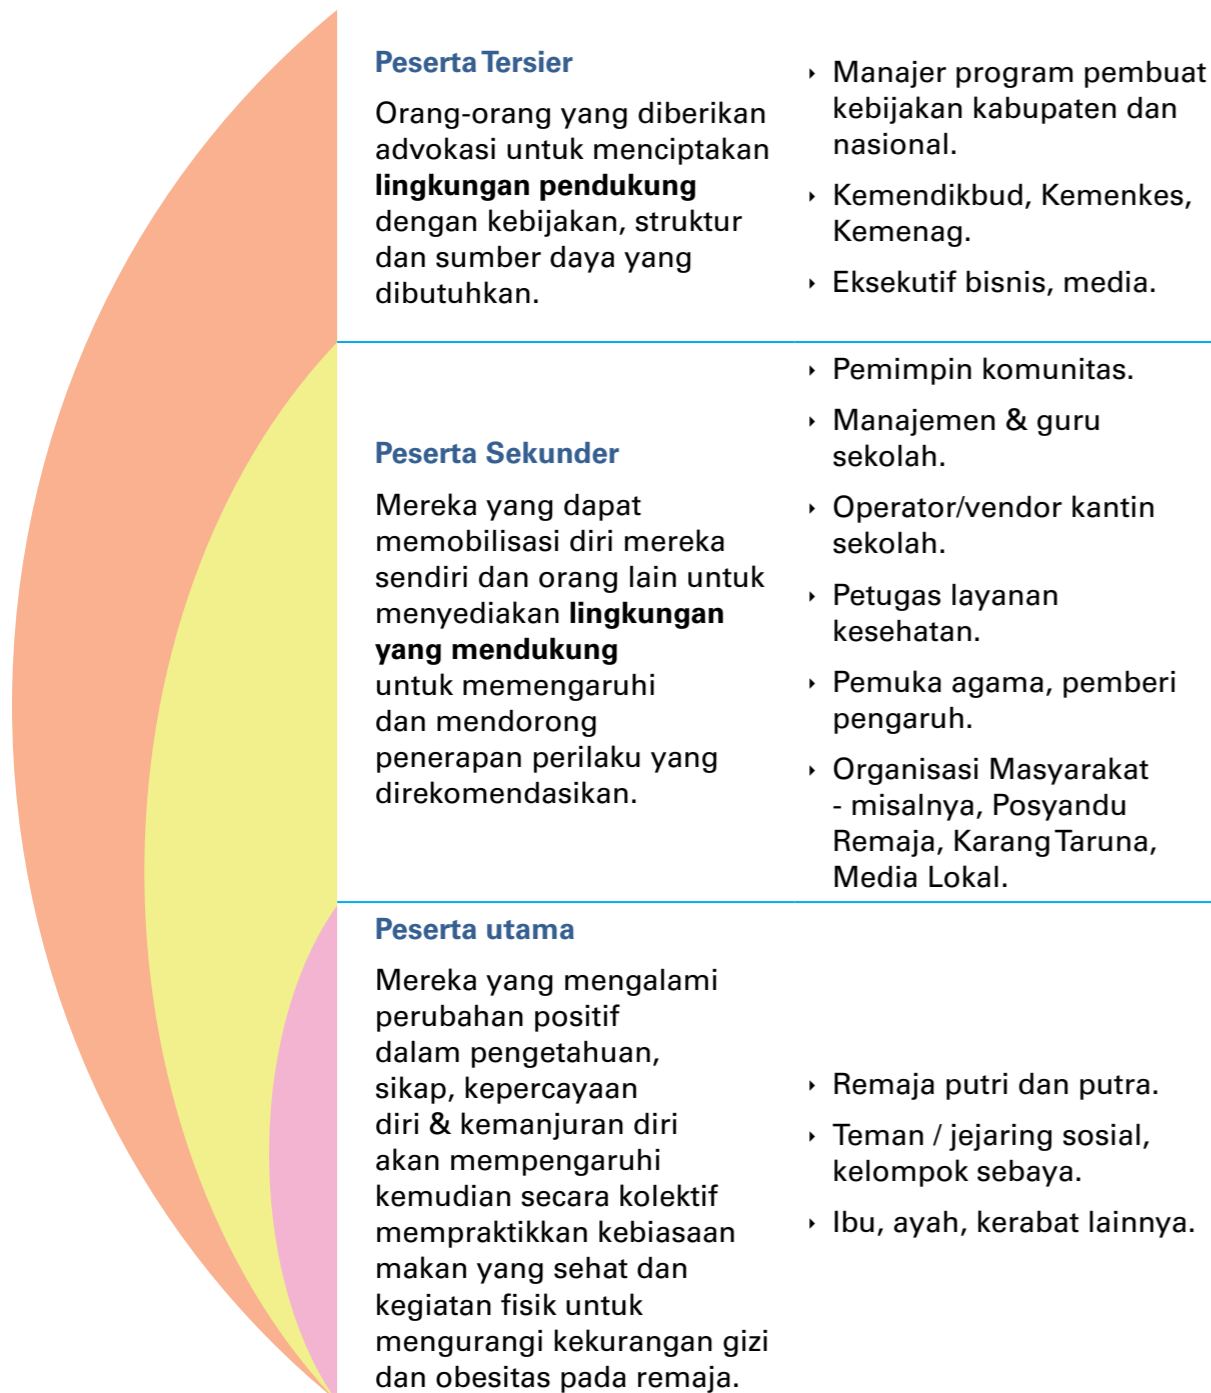 Peserta Tersier
Orang-orang yang diberikan
advokasi untuk menciptakan
lingkungan pendukung
dengan kebijakan, struktur
dan sumber daya yang
dibutuhkan.
‣ Manajer program pembuat
kebijakan kabupaten dan
nasional.
‣ Kemendikbud, Kemenkes,
Kemenag.
‣ Eksekutif bisnis, media.
Peserta Sekunder
Mereka yang dapat
memobilisasi diri mereka
sendiri dan orang lain untuk
menyediakan lingkungan
yang mendukung
untuk memengaruhi
dan mendorong
penerapan perilaku yang
direkomendasikan.
‣ Pemimpin komunitas.
‣ Manajemen & guru
sekolah.
‣ Operator/vendor kantin
sekolah.
‣ Petugas layanan
kesehatan.
‣ Pemuka agama, pemberi
pengaruh.
‣ Organisasi Masyarakat
- misalnya, Posyandu
Remaja, Karang Taruna,
Media Lokal.
Peserta utama
Mereka yang mengalami
perubahan positif
dalam pengetahuan,
sikap, kepercayaan
diri & kemanjuran diri
akan mempengaruhi
kemudian secara kolektif
mempraktikkan kebiasaan
makan yang sehat dan
kegiatan fisik untuk
mengurangi kekurangan gizi
dan obesitas pada remaja.
‣ Remaja putri dan putra.
‣ Teman / jejaring sosial,
kelompok sebaya.
‣ Ibu, ayah, kerabat lainnya.